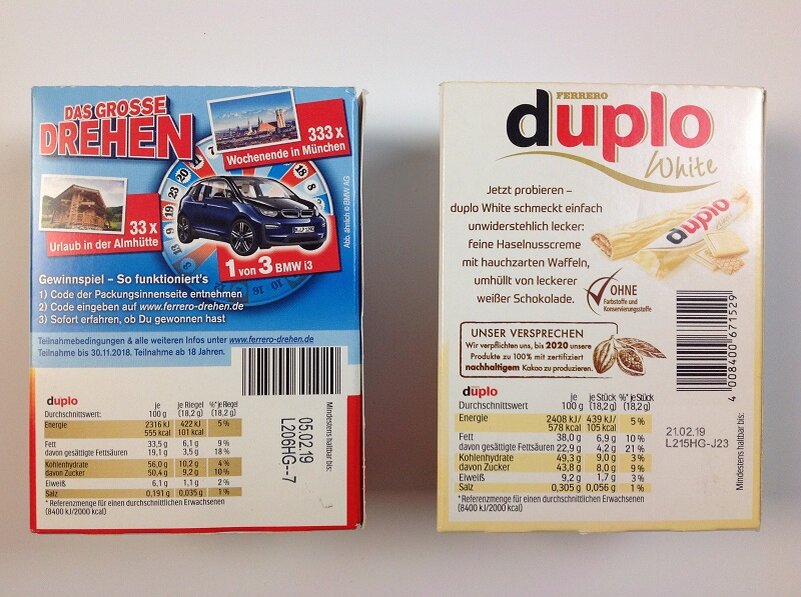 DAS GROSSE
DREHEN
333 x
Wochenende in München
33 x
Urlaub in der Almhütte
1 von 3 BMW i3
Abb. ähnlich © BMW AG
23
20
19
18
8
Gewinnspiel – So funktioniert's
1) Code der Packungsinnenseite entnehmen
2) Code eingeben auf www.ferrero-drehen.de
3) Sofort erfahren, ob Du gewonnen hast
Teilnahmebedingungen & alle weiteren Infos unter www.ferrero-drehen.de
Teilnahme bis 30.11.2018. Teilnahme ab 18 Jahren.
duplo
Durchschnittswert: je 100 g je Riegel (18,2 g) %* je Riegel (18,2 g)
Energie 2316 kJ 422 kJ 5 %
555 kcal 101 kcal
Fett 33,5 g 6,1 g 9 %
davon gesättigte Fettsäuren 19,1 g 3,5 g 18 %
Kohlenhydrate 56,0 g 10,2 g 4 %
davon Zucker 50,4 g 9,2 g 10 %
Eiweiß 6,1 g 1,1 g 2 %
Salz 0,191 g 0,035 g 1 %
* Referenzmenge für einen durchschnittlichen Erwachsenen
(8400 kJ/2000 kcal)
05.02.19
L206HG--7
Mindestens haltbar bis:
FERRERO
duplo
White
Jetzt probieren –
duplo White schmeckt einfach
unwiderstehlich lecker:
feine Haselnusscreme
mit hauchzarten Waffeln,
umhüllt von leckerer
weißer Schokolade.
duplo
OHNE
Farbstoffe und
Konservierungsstoffe
UNSER VERSPRECHEN
Wir verpflichten uns, bis 2020 unsere
Produkte zu 100% mit zertifiziert
nachhaltigem Kakao zu produzieren.
4 008400 671529
duplo
Durchschnittswert: je 100 g je Stück (18,2 g) %* je Stück (18,2 g)
Energie 2408 kJ/ 439 kJ/ 5 %
578 kcal 105 kcal
Fett 38,0 g 6,9 g 10 %
davon gesättigte Fettsäuren 22,9 g 4,2 g 21 %
Kohlenhydrate 49,3 g 9,0 g 3 %
davon Zucker 43,8 g 8,0 g 9 %
Eiweiß 9,2 g 1,7 g 3 %
Salz 0,305 g 0,056 g 1 %
* Referenzmenge für einen durchschnittlichen Erwachsenen
(8400 kJ/2000 kcal)
21.02.19
L215HG-J23
Mindestens haltbar bis: